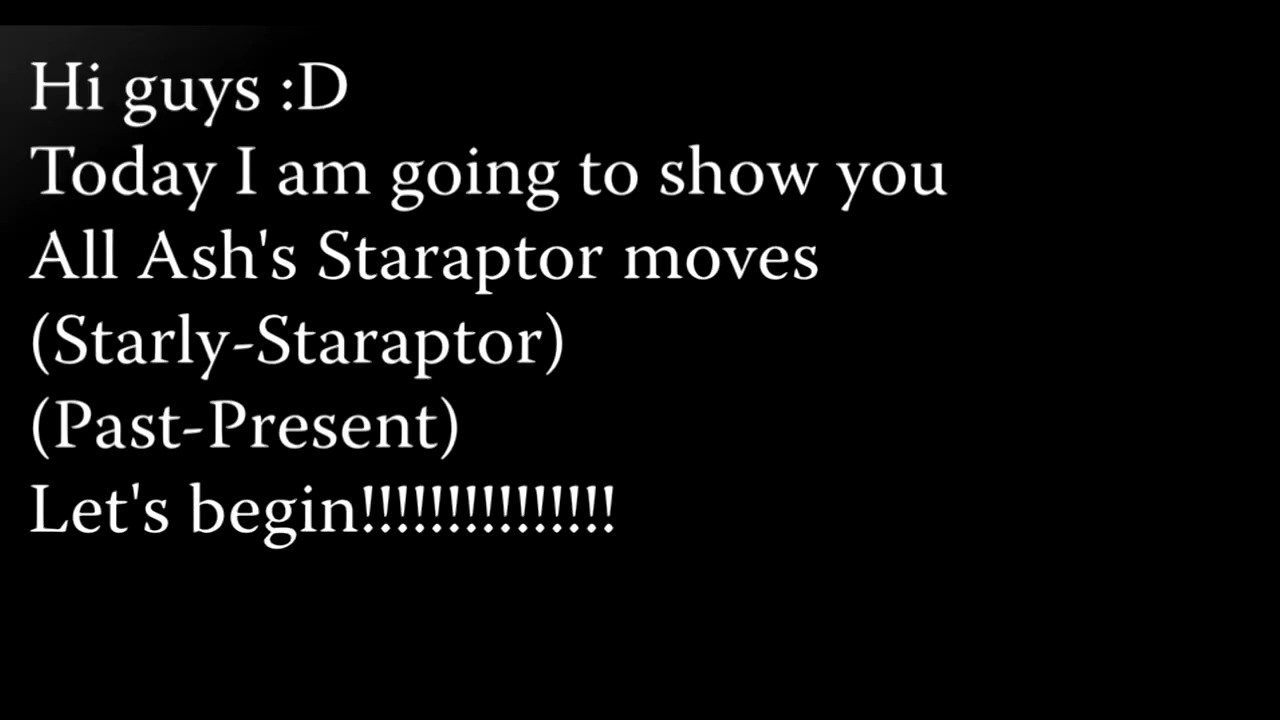 Hi guys :D
Today I am going to show you
All Ash's Staraptor moves
(Starly-Staraptor)
(Past-Present)
Let's begin!!!!!!!!!!!!!!!